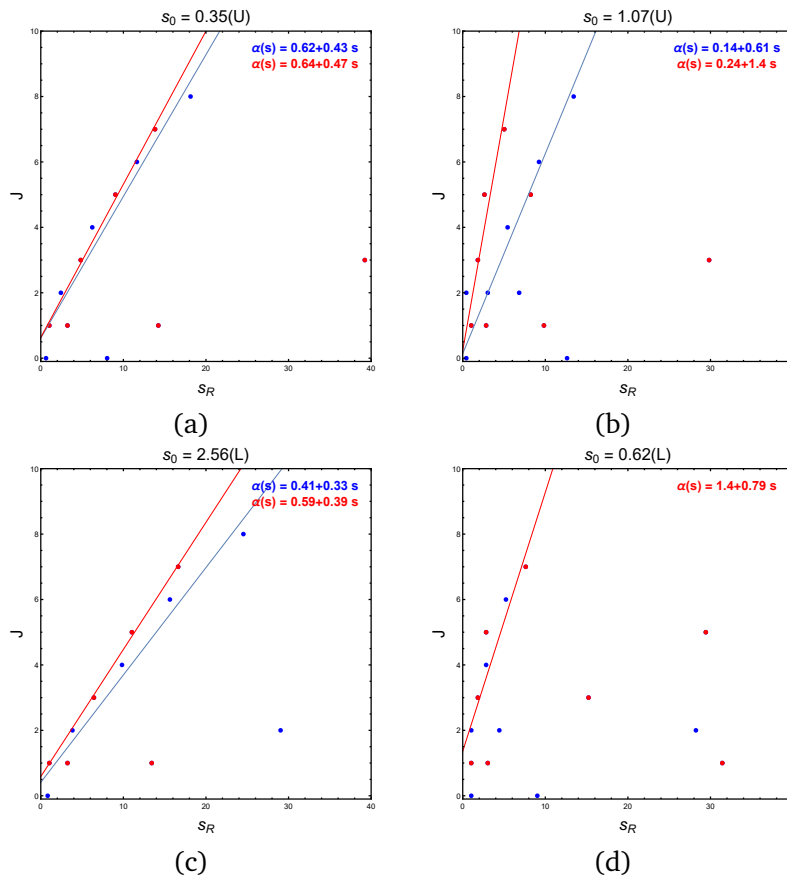 s₀ = 0.35(U)
α(s) = 0.62+0.43 s
α(s) = 0.64+0.47 s
J
10
8
6
4
2
0
0 10 20 30 40
s_R
(a)
s₀ = 1.07(U)
α(s) = 0.14+0.61 s
α(s) = 0.24+1.4 s
J
10
8
6
4
2
0
0 10 20 30
s_R
(b)
s₀ = 2.56(L)
α(s) = 0.41+0.33 s
α(s) = 0.59+0.39 s
J
10
8
6
4
2
0
0 10 20 30 40
s_R
(c)
s₀ = 0.62(L)
α(s) = 1.4+0.79 s
J
10
8
6
4
2
0
0 10 20 30
s_R
(d)